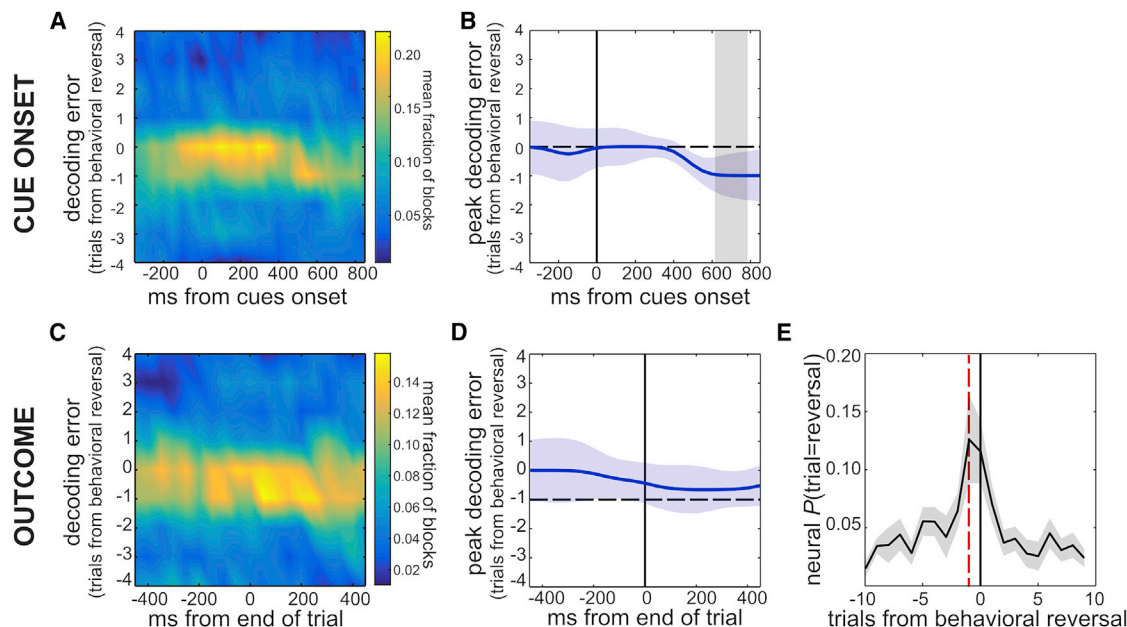 A
B
CUE ONSET
decoding error
(trials from behavioral reversal)
4
3
2
1
0
-1
-2
-3
-4
-200 0 200 400 600 800
ms from cues onset
0.20
0.15
0.10
0.05
mean fraction of blocks
peak decoding error
(trials from behavioral reversal)
4
3
2
1
0
-1
-2
-3
4
-200 0 200 400 600 800
ms from cues onset
C
D
E
OUTCOME
decoding error
(trials from behavioral reversal)
4
3
2
1
0
-1
-2
-3
-4
-400 -200 0 200 400
ms from end of trial
0.14
0.12
0.10
0.08
0.06
0.04
0.02
mean fraction of blocks
peak decoding error
(trials from behavioral reversal)
4
3
2
1
0
-1
-2
-3
-4
-400 -200 0 200 400
ms from end of trial
neural P(trial=reversal)
0.20
0.15
0.10
0.05
-10 -5 0 5 10
trials from behavioral reversal